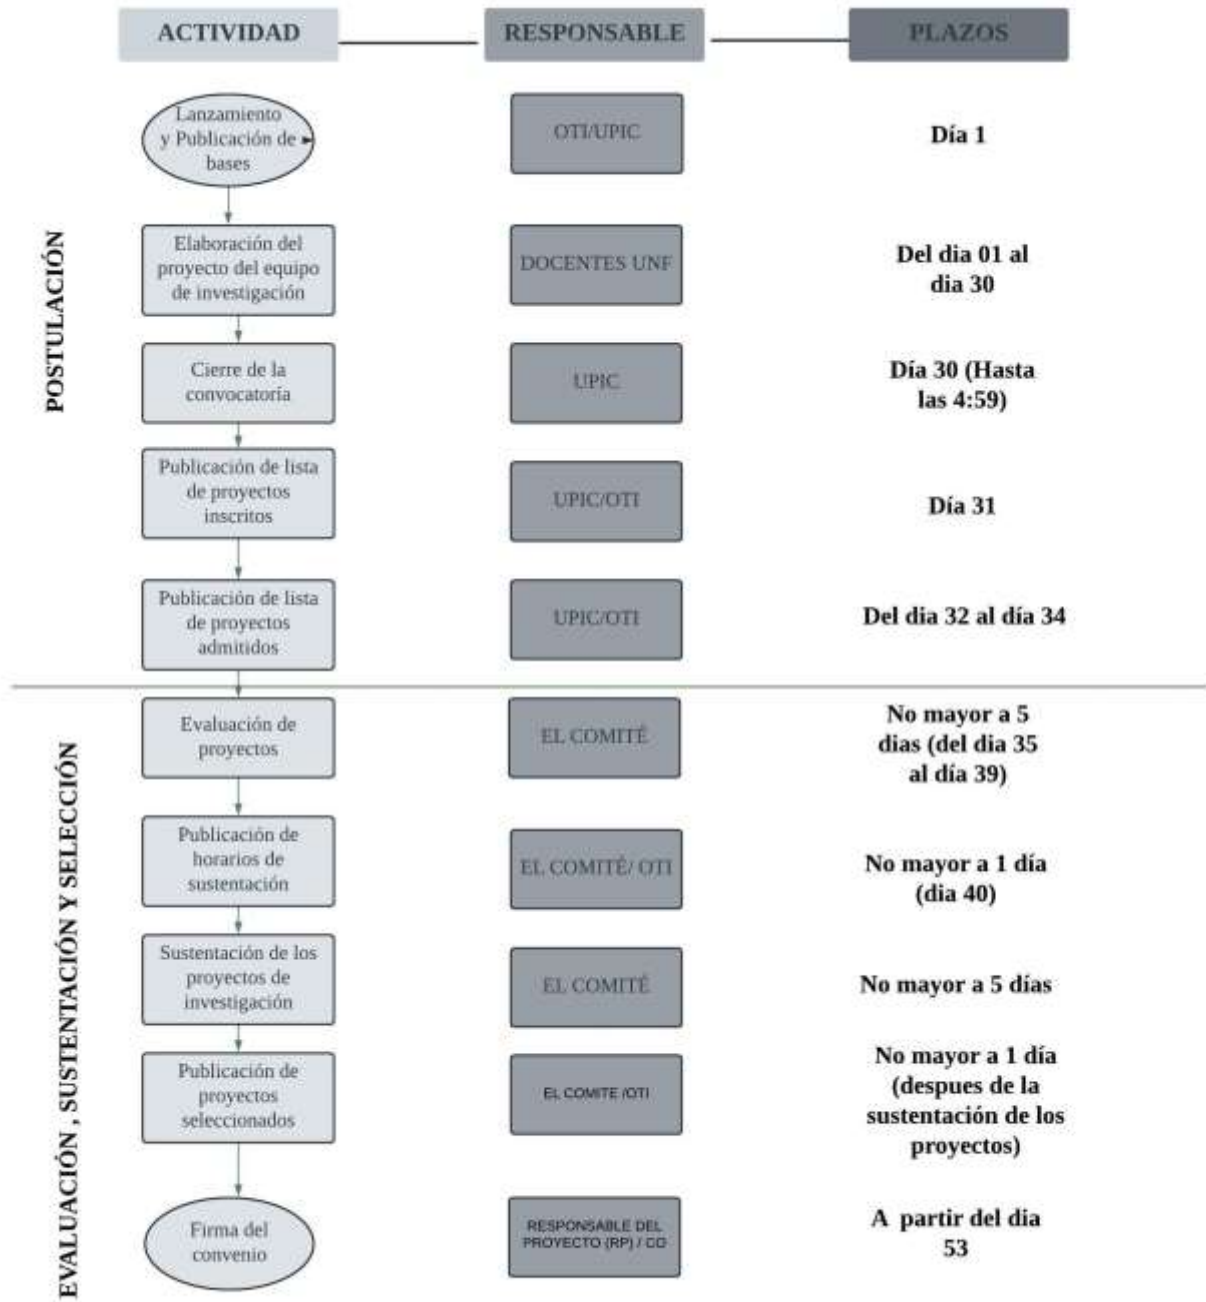 ACTIVIDAD
RESPONSABLE
PLAZOS
POSTULACIÓN
Lanzamiento
y Publicación de
bases
OTI/UPIC
Día 1
Elaboración del
proyecto del equipo
de investigación
DOCENTES UNF
Del dia 01 al
dia 30
Cierre de la
convocatoría
UPIC
Día 30 (Hasta
las 4:59)
Publicación de lista
de proyectos
inscritos
UPIC/OTI
Día 31
Publicación de lista
de proyectos
admitidos
UPIC/OTI
Del dia 32 al día 34
EVALUACIÓN , SUSTENTACIÓN Y SELECCIÓN
Evaluación de
proyectos
EL COMITÉ
No mayor a 5
dias (del dia 35
al día 39)
Publicación de
horarios de
sustentación
EL COMITÉ/ OTI
No mayor a 1 día
(dia 40)
Sustentación de los
proyectos de
investigación
EL COMITÉ
No mayor a 5 días
Publicación de
proyectos
seleccionados
EL COMITE /OTI
No mayor a 1 día
(despues de la
sustentación de los
proyectos)
Firma del
convenio
RESPONSABLE DEL
PROYECTO (RP) / CO
A partir del dia
53